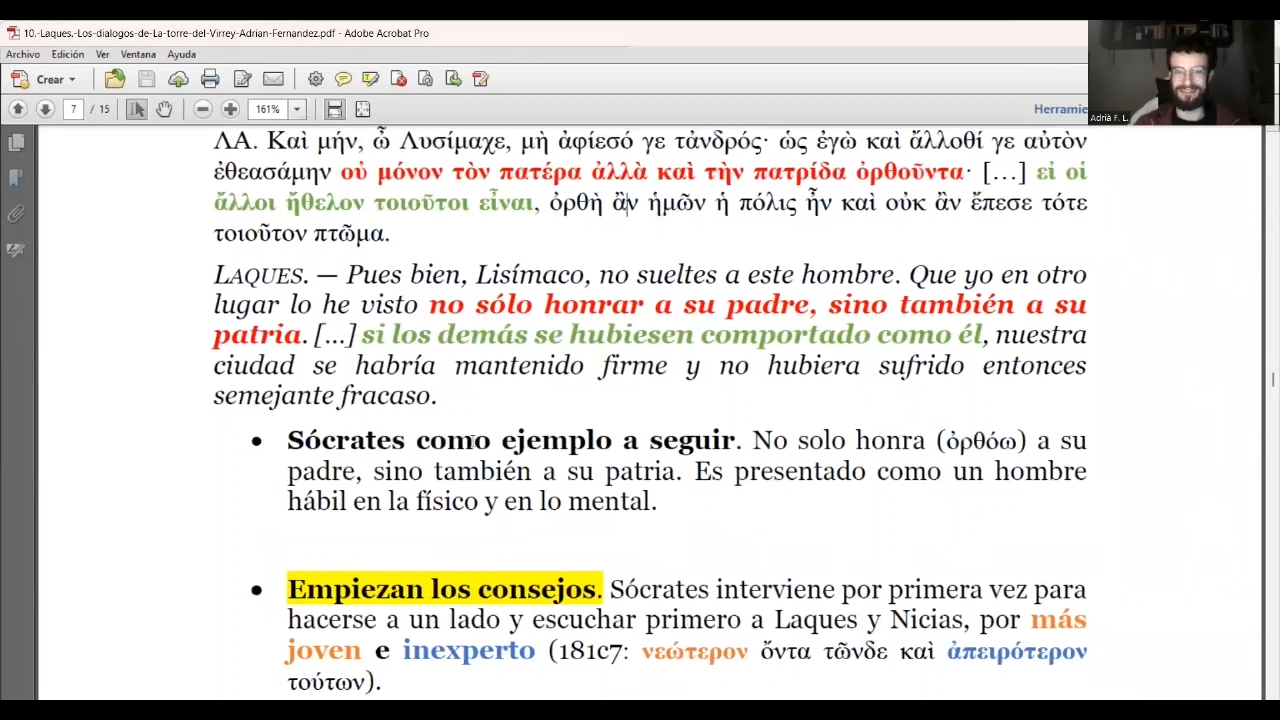 10.-Laques.-Los-dialogos-de-La-torre-del-Virrey-Adrian-Fernandez.pdf - Adobe Acrobat Pro
Archivo Edición Ver Ventana Ayuda
Crear
7 / 15 161% Herramie
Adrià F. L.
ΛΑ. Καὶ μήν, ὦ Λυσίμαχε, μὴ ἀφίεσό γε τἀνδρός· ὡς ἐγὼ καὶ ἄλλοθί γε αὐτὸν
ἐθεασάμην οὐ μόνον τὸν πατέρα ἀλλὰ καὶ τὴν πατρίδα ὀρθοῦντα· […] εἰ οἱ
ἄλλοι ἤθελον τοιοῦτοι εἶναι, ὀρθὴ ἂν ἡμῶν ἡ πόλις ἦν καὶ οὐκ ἂν ἔπεσε τότε
τοιοῦτον πτῶμα.
LAQUES. — Pues bien, Lisímaco, no sueltes a este hombre. Que yo en otro
lugar lo he visto no sólo honrar a su padre, sino también a su
patria. [...] si los demás se hubiesen comportado como él, nuestra
ciudad se habría mantenido firme y no hubiera sufrido entonces
semejante fracaso.
• Sócrates como ejemplo a seguir. No solo honra (ὀρθόω) a su
padre, sino también a su patria. Es presentado como un hombre
hábil en la físico y en lo mental.
• Empiezan los consejos. Sócrates interviene por primera vez para
hacerse a un lado y escuchar primero a Laques y Nicias, por más
joven e inexperto (181c7: νεώτερον ὄντα τῶνδε καὶ ἀπειρότερον
τούτων).